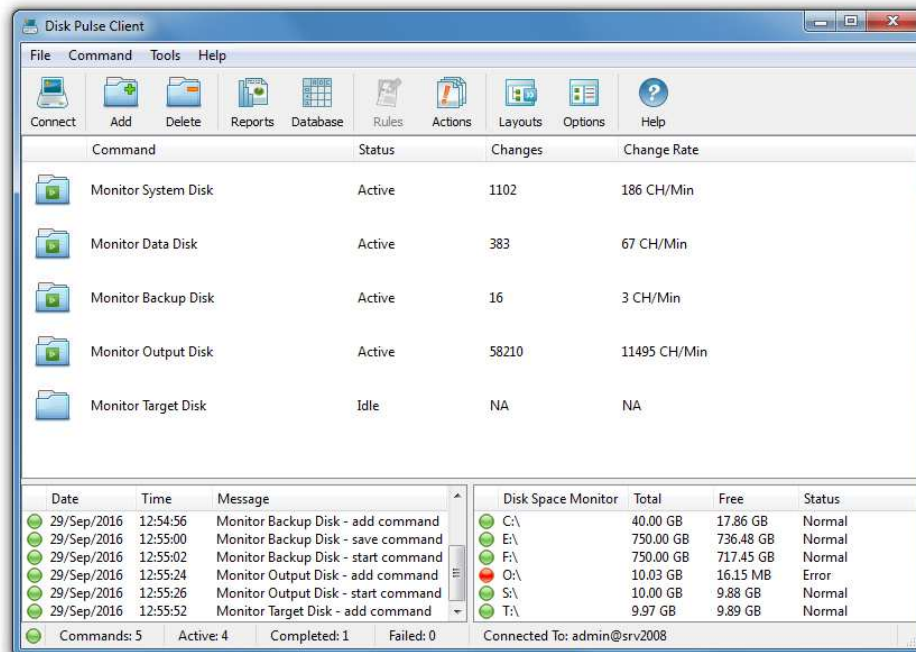 Disk Pulse Client
File Command Tools Help
Connect Add Delete Reports Database Rules Actions Layouts Options Help
Command Status Changes Change Rate
Monitor System Disk Active 1102 186 CH/Min
Monitor Data Disk Active 383 67 CH/Min
Monitor Backup Disk Active 16 3 CH/Min
Monitor Output Disk Active 58210 11495 CH/Min
Monitor Target Disk Idle NA NA
Date Time Message
29/Sep/2016 12:54:56 Monitor Backup Disk - add command
29/Sep/2016 12:55:00 Monitor Backup Disk - save command
29/Sep/2016 12:55:02 Monitor Backup Disk - start command
29/Sep/2016 12:55:24 Monitor Output Disk - add command
29/Sep/2016 12:55:26 Monitor Output Disk - start command
29/Sep/2016 12:55:52 Monitor Target Disk - add command
Disk Space Monitor Total Free Status
C:\ 40.00 GB 17.86 GB Normal
E:\ 750.00 GB 736.48 GB Normal
F:\ 750.00 GB 717.45 GB Normal
O:\ 10.03 GB 16.15 MB Error
S:\ 10.00 GB 9.88 GB Normal
T:\ 9.97 GB 9.89 GB Normal
Commands: 5 Active: 4 Completed: 1 Failed: 0 Connected To: admin@srv2008